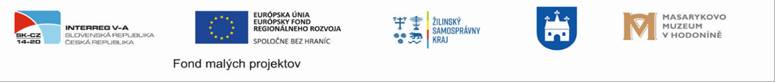 SK-CZ
14-20
INTERREG V-A
SLOVENSKÁ REPUBLIKA
ČESKÁ REPUBLIKA
EURÓPSKA ÚNIA
EURÓPSKY FOND
REGIONÁLNEHO ROZVOJA
SPOLOČNE BEZ HRANÍC
ŽILINSKÝ
SAMOSPRÁVNY
KRAJ
MASARYKOVO
MUZEUM
V HODONÍNĚ
Fond malých projektov